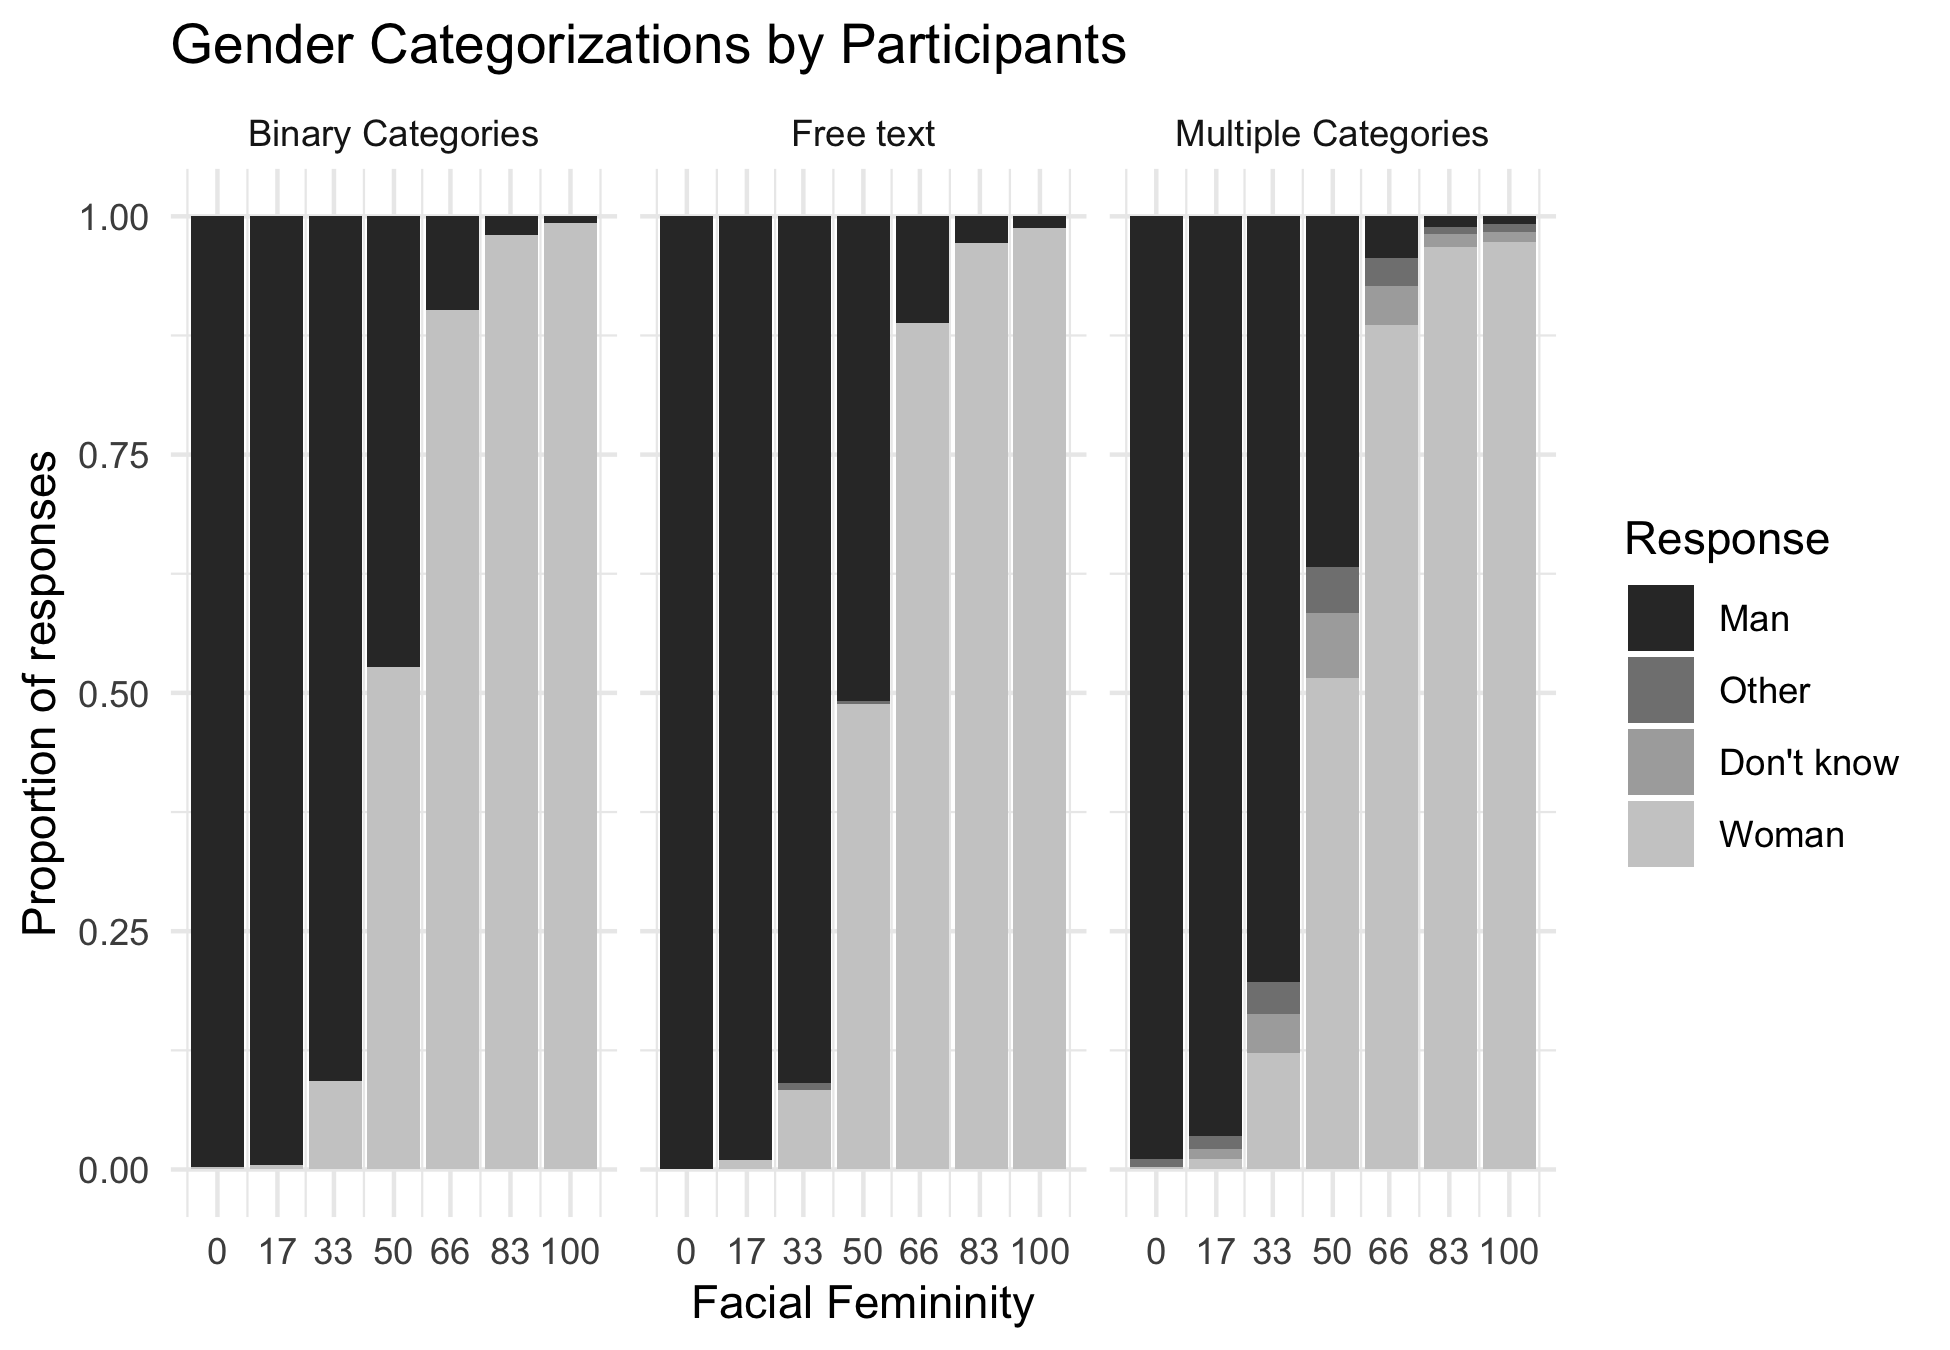 Gender Categorizations by Participants
Binary Categories
Free text
Multiple Categories
Proportion of responses
1.00
0.75
0.50
0.25
0.00
0 17 33 50 66 83 100
0 17 33 50 66 83 100
0 17 33 50 66 83 100
Facial Femininity
Response
Man
Other
Don't know
Woman